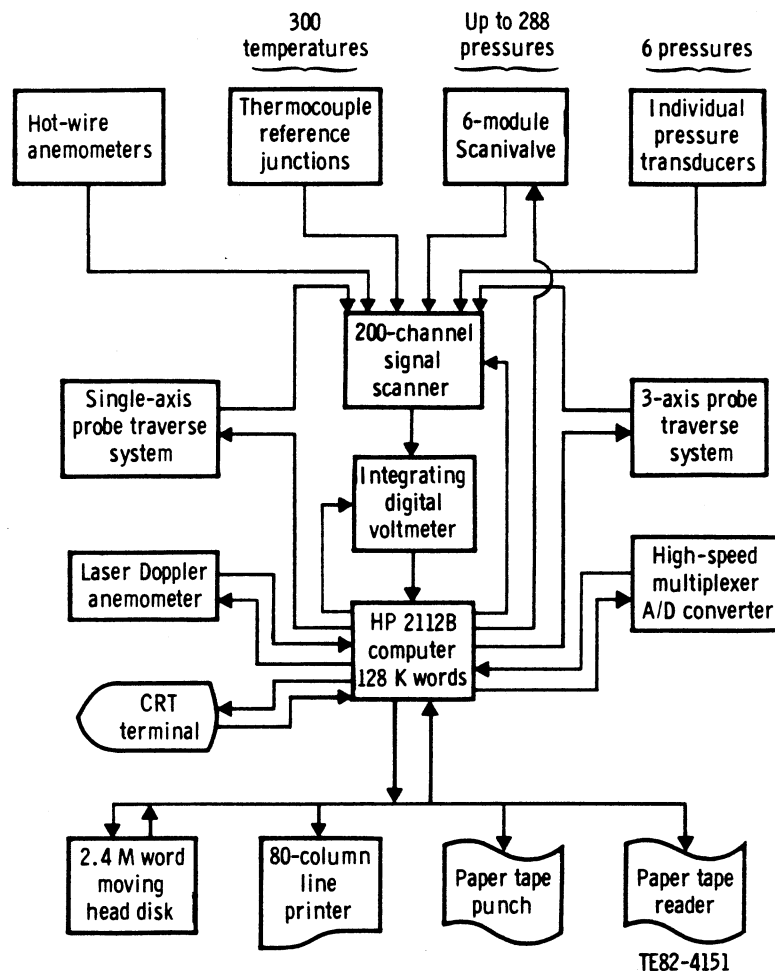 300
temperatures
Up to 288
pressures
6 pressures
Hot-wire
anemometers
Thermocouple
reference
junctions
6-module
Scanivalve
Individual
pressure
transducers
200-channel
signal
scanner
Single-axis
probe traverse
system
3-axis probe
traverse
system
Integrating
digital
voltmeter
Laser Doppler
anemometer
High-speed
multiplexer
A/D converter
HP 2112B
computer
128 K words
CRT
terminal
2.4 M word
moving
head disk
80-column
line
printer
Paper tape
punch
Paper tape
reader
TE82-4151